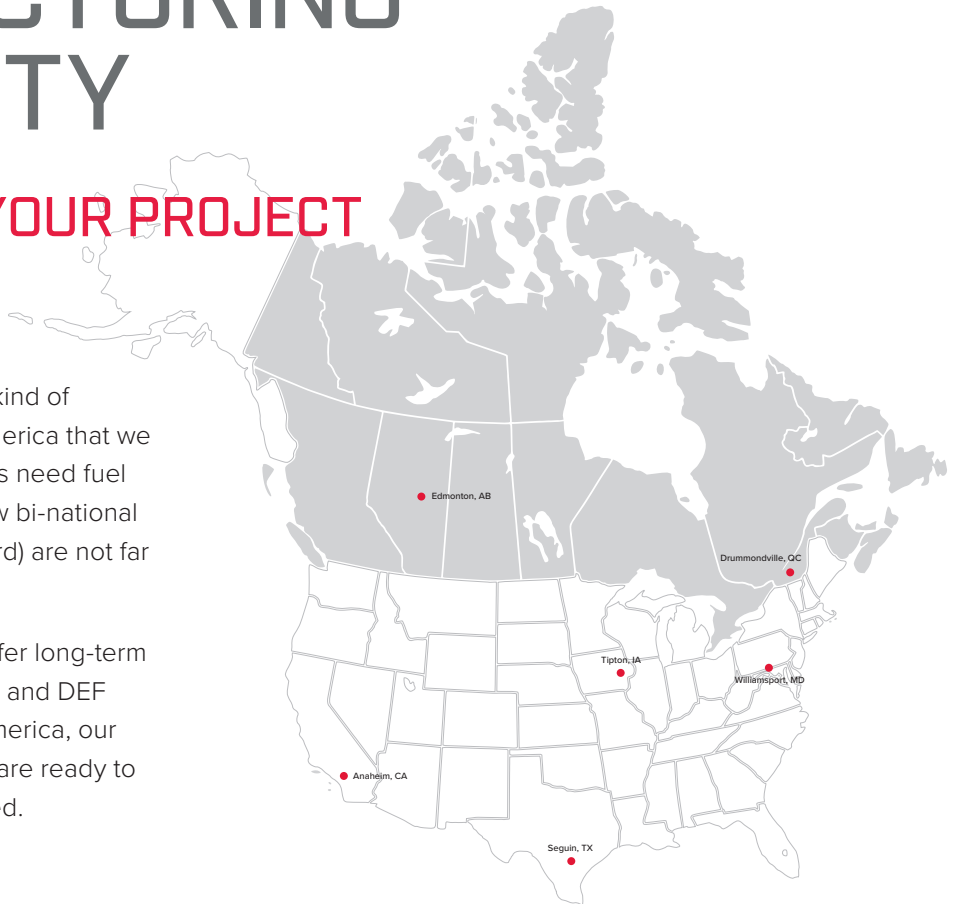 CTURING
TY
YOUR PROJECT
kind of
erica that we
s need fuel
w bi-national
rd) are not far
fer long-term
and DEF
merica, our
are ready to
ed.
Edmonton, AB
Drummondville, QC
Tipton, IA
Williamsport, MD
Anaheim, CA
Seguin, TX